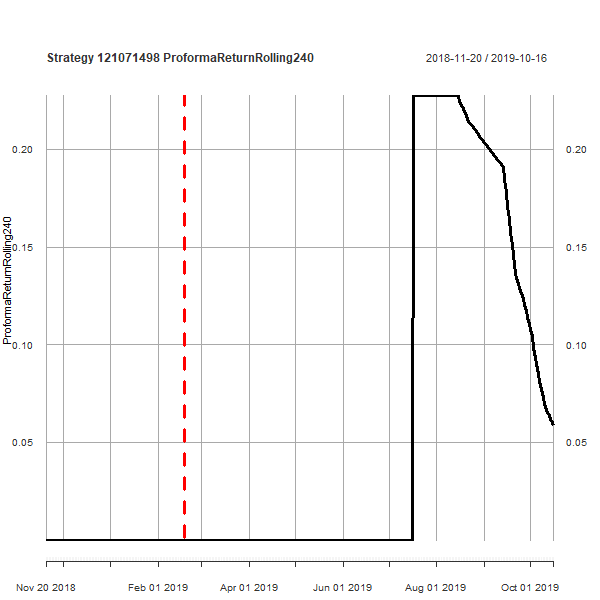 Strategy 121071498 ProformaReturnRolling240
2018-11-20 / 2019-10-16
ProformaReturnRolling240
0.20 0.20
0.15 0.15
0.10 0.10
0.05 0.05
Nov 20 2018 Feb 01 2019 Apr 01 2019 Jun 01 2019 Aug 01 2019 Oct 01 2019